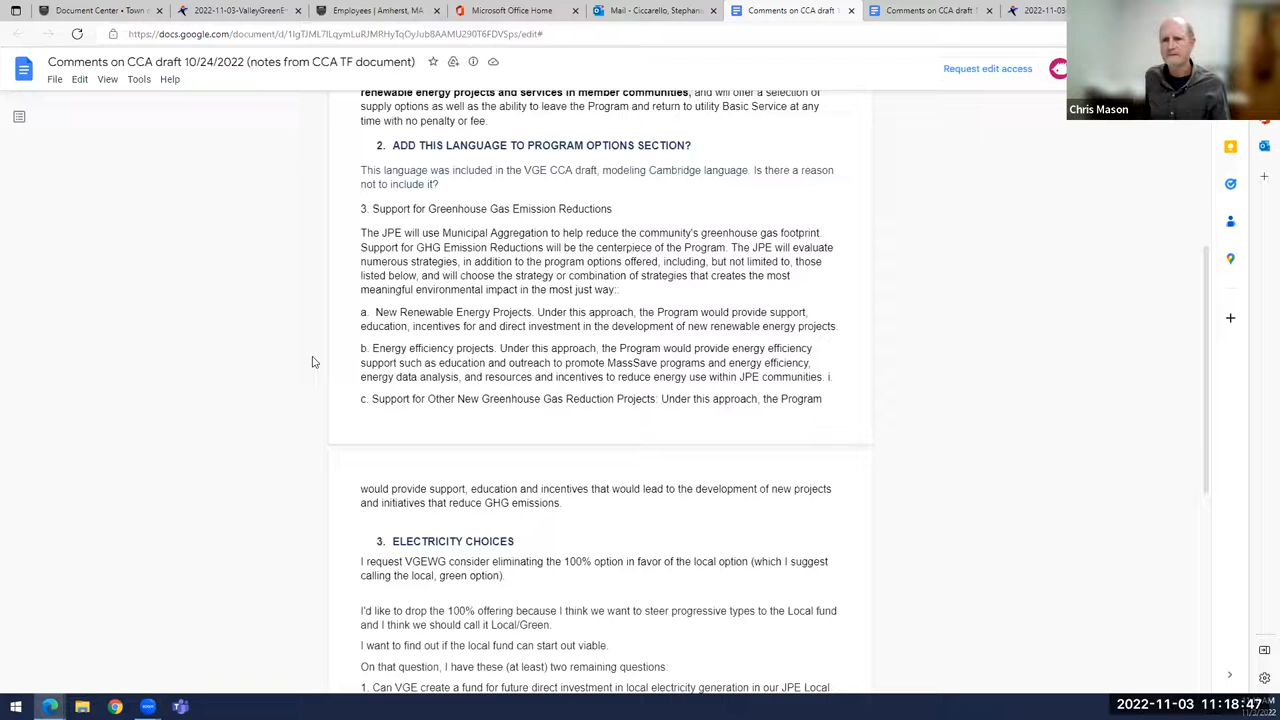 Document Center • Town o
2022-11-03-ValleyGreenE
Employees | Amherst, MA
Microsoft Office Home
Mail - Ciccarello, Stephan
Comments on CCA draft 1
Comments on CCA draft 1
2022-11-03
https://docs.google.com/document/d/1IgTJML7lLqymLuRJMRHyTqOyJub8AAMU290T6FDVSps/edit#
Comments on CCA draft 10/24/2022 (notes from CCA TF document)
File Edit View Tools Help
Request edit access
Chris Mason
renewable energy projects and services in member communities, and will offer a selection of
supply options as well as the ability to leave the Program and return to utility Basic Service at any
time with no penalty or fee.
2. ADD THIS LANGUAGE TO PROGRAM OPTIONS SECTION?
This language was included in the VGE CCA draft, modeling Cambridge language. Is there a reason
not to include it?
3. Support for Greenhouse Gas Emission Reductions
The JPE will use Municipal Aggregation to help reduce the community's greenhouse gas footprint.
Support for GHG Emission Reductions will be the centerpiece of the Program. The JPE will evaluate
numerous strategies, in addition to the program options offered, including, but not limited to, those
listed below, and will choose the strategy or combination of strategies that creates the most
meaningful environmental impact in the most just way::
a. New Renewable Energy Projects. Under this approach, the Program would provide support,
education, incentives for and direct investment in the development of new renewable energy projects.
b. Energy efficiency projects. Under this approach, the Program would provide energy efficiency
support such as education and outreach to promote MassSave programs and energy efficiency,
energy data analysis, and resources and incentives to reduce energy use within JPE communities. i.
c. Support for Other New Greenhouse Gas Reduction Projects: Under this approach, the Program
would provide support, education and incentives that would lead to the development of new projects
and initiatives that reduce GHG emissions.
3. ELECTRICITY CHOICES
I request VGEWG consider eliminating the 100% option in favor of the local option (which I suggest
calling the local, green option).
I'd like to drop the 100% offering because I think we want to steer progressive types to the Local fund
and I think we should call it Local/Green.
I want to find out if the local fund can start out viable.
On that question, I have these (at least) two remaining questions:
1. Can VGE create a fund for future direct investment in local electricity generation in our JPE Local
2022-11-03 11:18:47